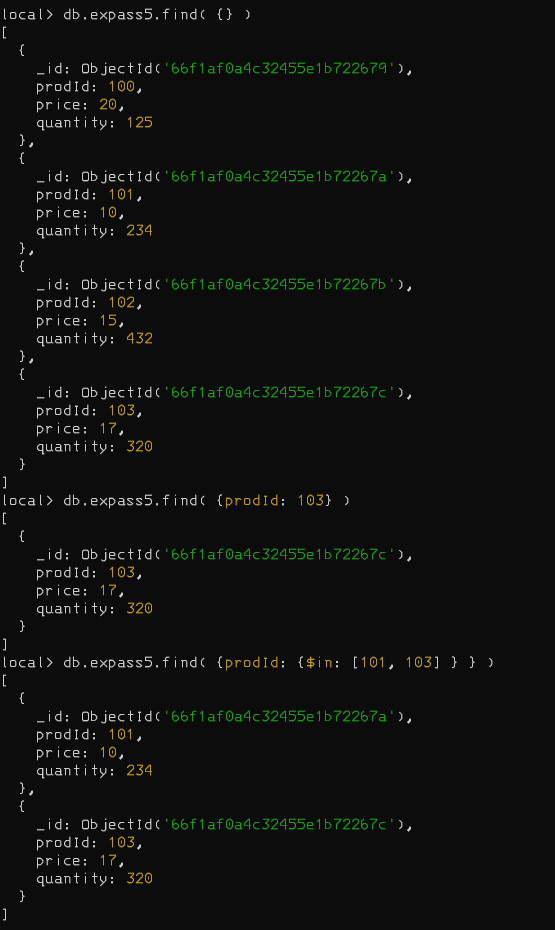 local> db.expass5.find( {} )
[
  {
    _id: ObjectId('66f1af0a4c32455e1b722679'),
    prodId: 100,
    price: 20,
    quantity: 125
  },
  {
    _id: ObjectId('66f1af0a4c32455e1b72267a'),
    prodId: 101,
    price: 10,
    quantity: 234
  },
  {
    _id: ObjectId('66f1af0a4c32455e1b72267b'),
    prodId: 102,
    price: 15,
    quantity: 432
  },
  {
    _id: ObjectId('66f1af0a4c32455e1b72267c'),
    prodId: 103,
    price: 17,
    quantity: 320
  }
]
local> db.expass5.find( {prodId: 103} )
[
  {
    _id: ObjectId('66f1af0a4c32455e1b72267c'),
    prodId: 103,
    price: 17,
    quantity: 320
  }
]
local> db.expass5.find( {prodId: {$in: [101, 103] } } )
[
  {
    _id: ObjectId('66f1af0a4c32455e1b72267a'),
    prodId: 101,
    price: 10,
    quantity: 234
  },
  {
    _id: ObjectId('66f1af0a4c32455e1b72267c'),
    prodId: 103,
    price: 17,
    quantity: 320
  }
]